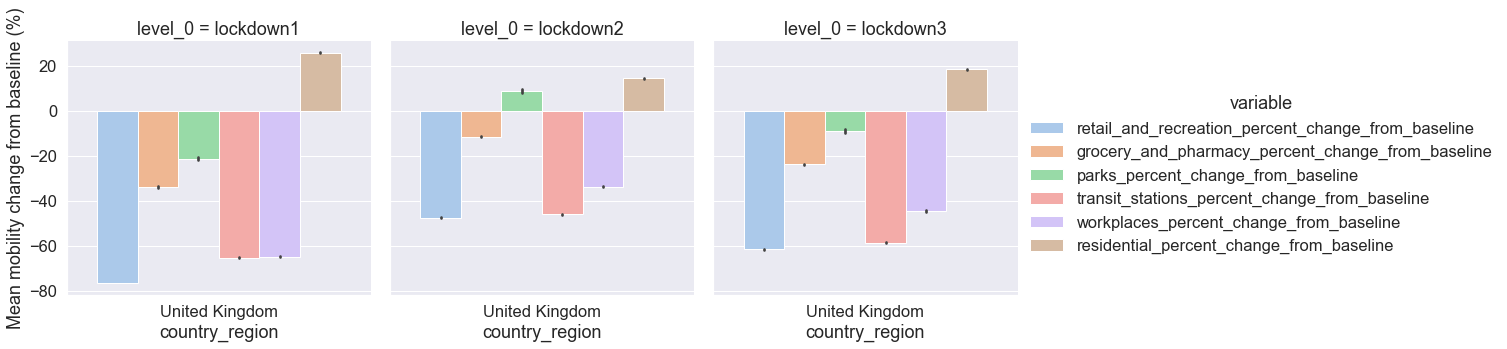 level_0 = lockdown1
level_0 = lockdown2
level_0 = lockdown3
Mean mobility change from baseline (%)
20
0
−20
−40
−60
−80
United Kingdom
country_region
United Kingdom
country_region
United Kingdom
country_region
variable
retail_and_recreation_percent_change_from_baseline
grocery_and_pharmacy_percent_change_from_baseline
parks_percent_change_from_baseline
transit_stations_percent_change_from_baseline
workplaces_percent_change_from_baseline
residential_percent_change_from_baseline